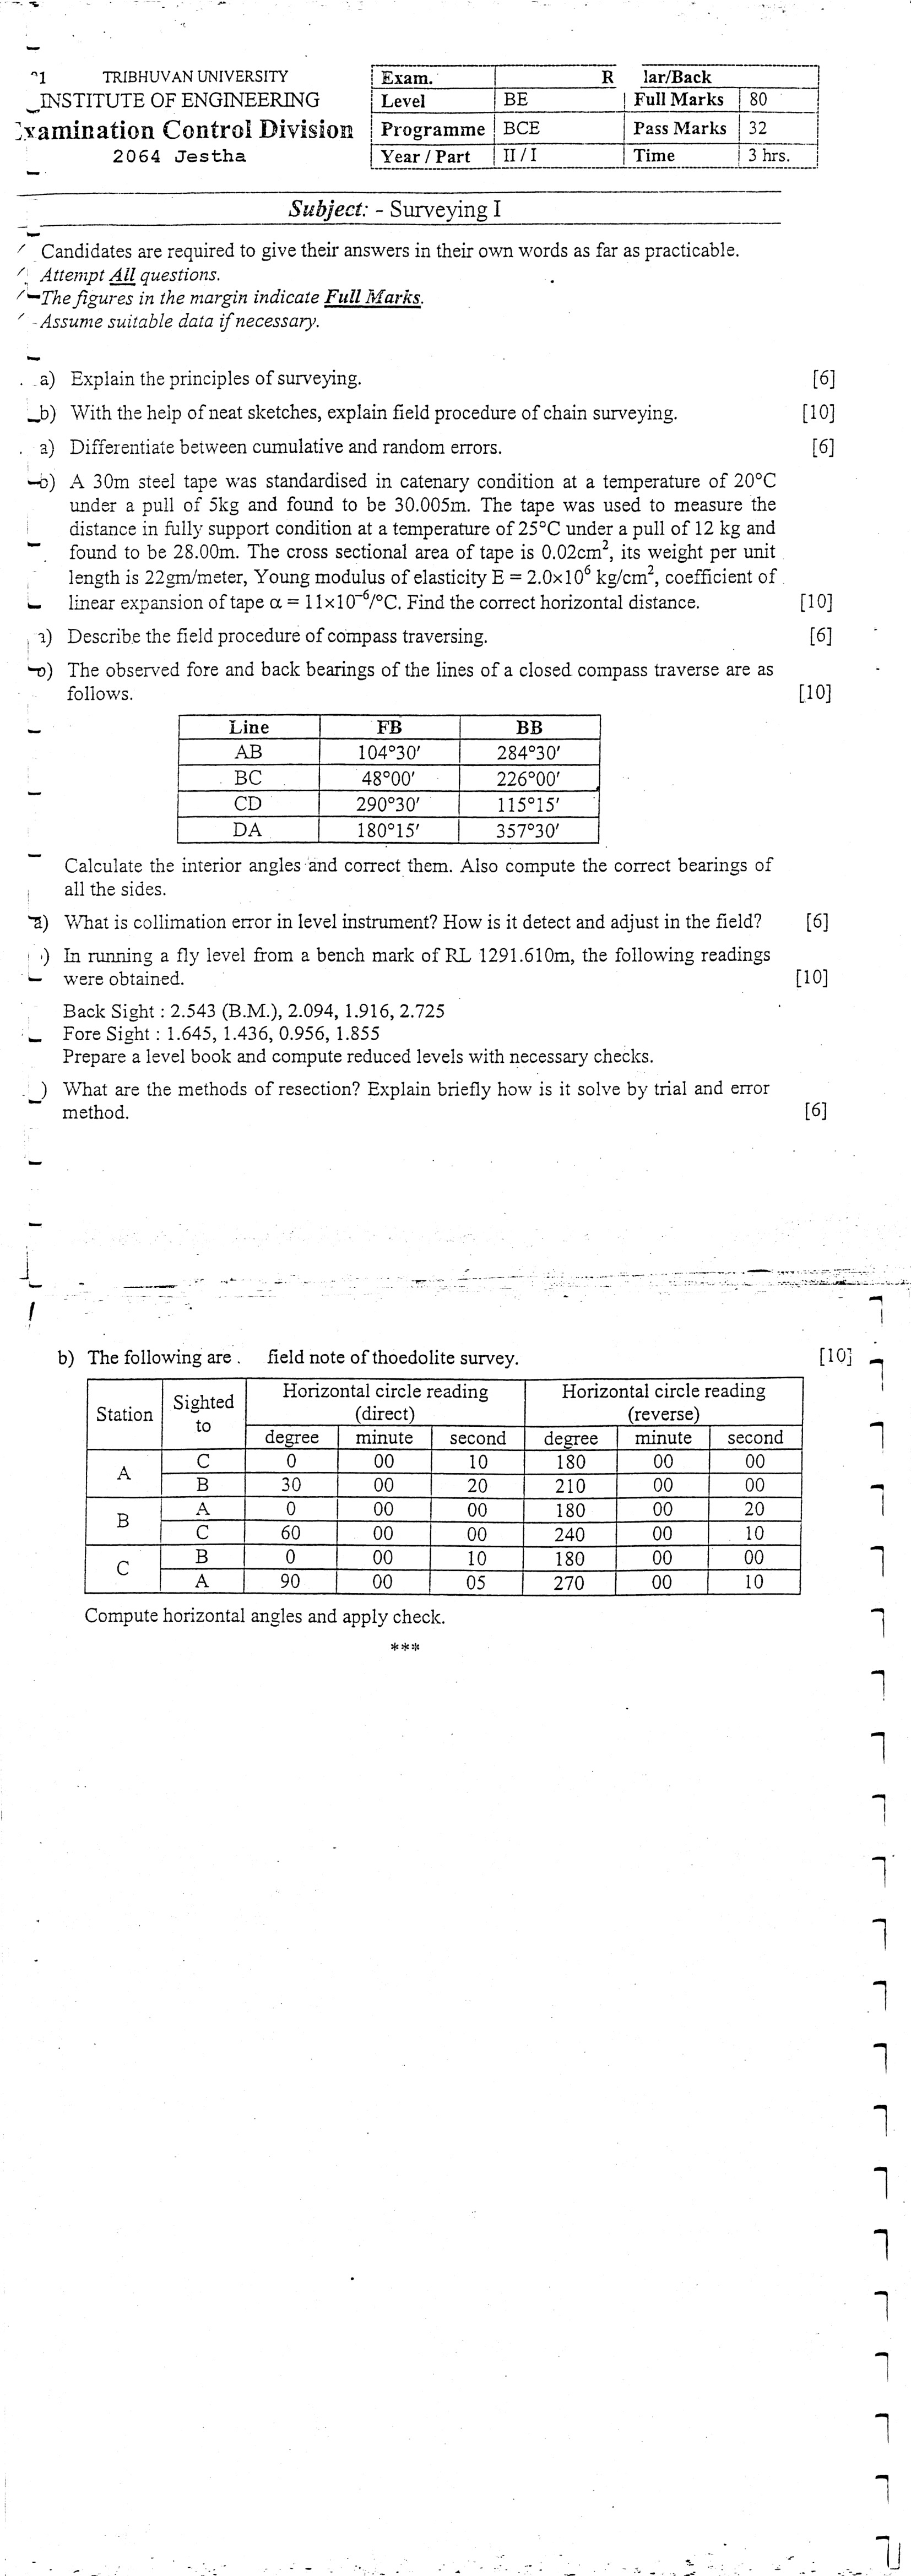 TRIBHUVAN UNIVERSITY
INSTITUTE OF ENGINEERING
Examination Control Division
2064 Jestha
Exam. R lar/Back
Level BE Full Marks 80
Programme BCE Pass Marks 32
Year / Part II / I Time 3 hrs.
Subject: - Surveying I
Candidates are required to give their answers in their own words as far as practicable.
Attempt All questions.
The figures in the margin indicate Full Marks.
Assume suitable data if necessary.
a) Explain the principles of surveying. [6]
b) With the help of neat sketches, explain field procedure of chain surveying. [10]
a) Differentiate between cumulative and random errors. [6]
b) A 30m steel tape was standardised in catenary condition at a temperature of 20°C
under a pull of 5kg and found to be 30.005m. The tape was used to measure the
distance in fully support condition at a temperature of 25°C under a pull of 12 kg and
found to be 28.00m. The cross sectional area of tape is 0.02cm², its weight per unit
length is 22gm/meter, Young modulus of elasticity E = 2.0×10⁶ kg/cm², coefficient of
linear expansion of tape α = 11×10⁻⁶/°C. Find the correct horizontal distance. [10]
a) Describe the field procedure of compass traversing. [6]
b) The observed fore and back bearings of the lines of a closed compass traverse are as
follows. [10]
Line FB BB
AB 104°30′ 284°30′
BC 48°00′ 226°00′
CD 290°30′ 115°15′
DA 180°15′ 357°30′
Calculate the interior angles and correct them. Also compute the correct bearings of
all the sides.
a) What is collimation error in level instrument? How is it detect and adjust in the field? [6]
) In running a fly level from a bench mark of RL 1291.610m, the following readings
were obtained. [10]
Back Sight : 2.543 (B.M.), 2.094, 1.916, 2.725
Fore Sight : 1.645, 1.436, 0.956, 1.855
Prepare a level book and compute reduced levels with necessary checks.
) What are the methods of resection? Explain briefly how is it solve by trial and error
method. [6]
b) The following are field note of thoedolite survey. [10]
Station Sighted to Horizontal circle reading (direct) Horizontal circle reading (reverse)
degree minute second degree minute second
A C 0 00 10 180 00 00
B 30 00 20 210 00 00
B A 0 00 00 180 00 20
C 60 00 00 240 00 10
C B 0 00 10 180 00 00
A 90 00 05 270 00 10
Compute horizontal angles and apply check.
***